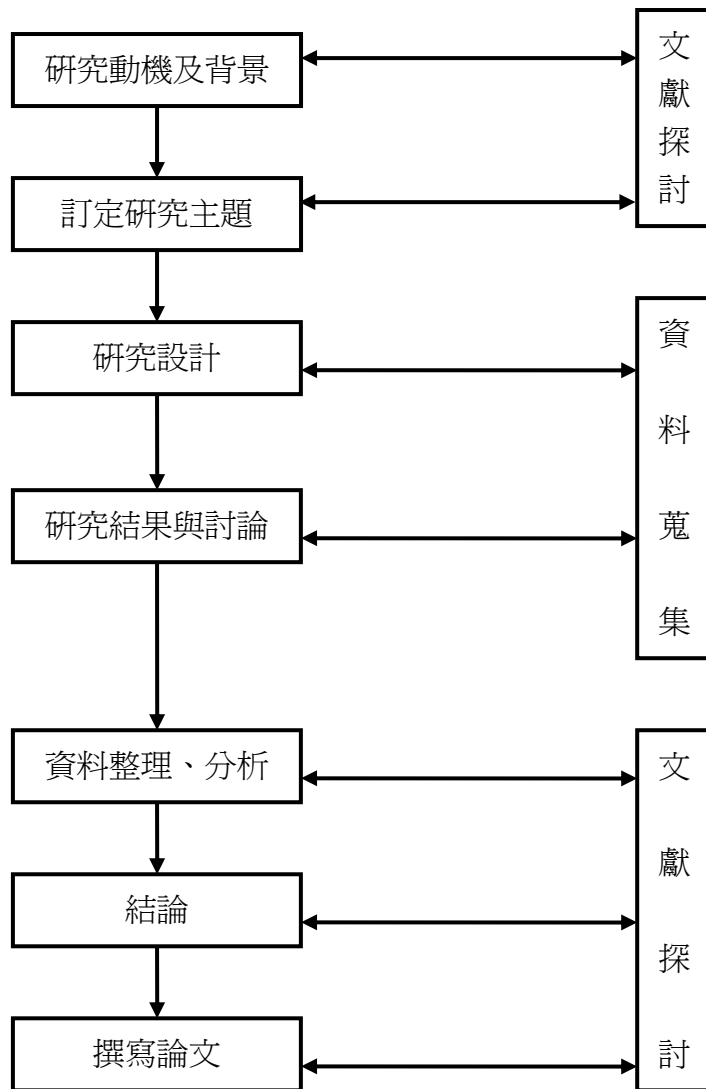 研究動機及背景
文獻探討
訂定研究主題
研究設計
資料蒐集
研究結果與討論
資料整理、分析
文獻探討
結論
撰寫論文